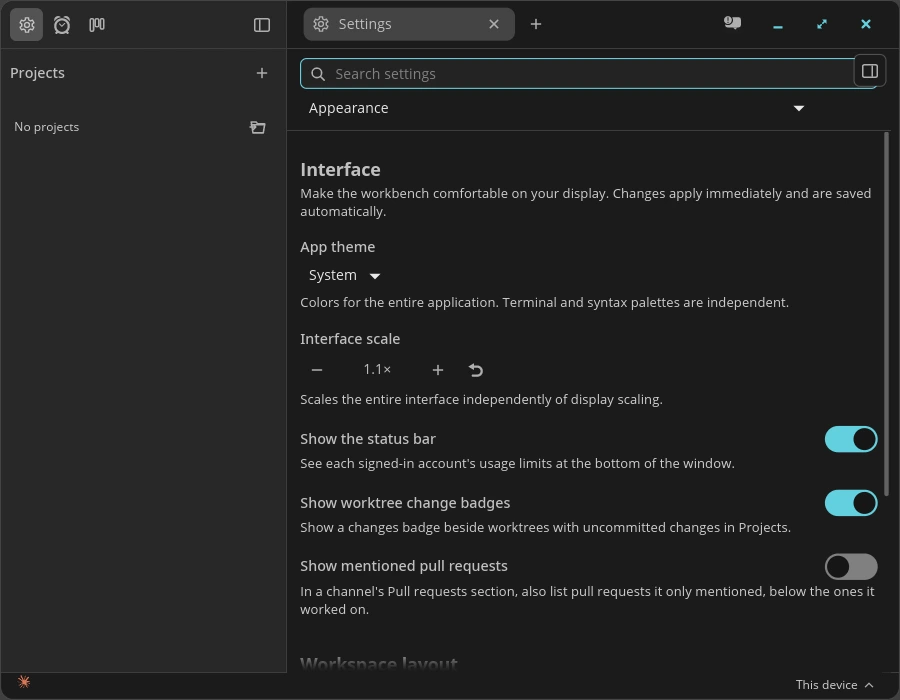 Settings
Projects
Search settings
Appearance
No projects
Interface
Make the workbench comfortable on your display. Changes apply immediately and are saved
automatically.
App theme
System
Colors for the entire application. Terminal and syntax palettes are independent.
Interface scale
1.1×
Scales the entire interface independently of display scaling.
Show the status bar
See each signed-in account's usage limits at the bottom of the window.
Show worktree change badges
Show a changes badge beside worktrees with uncommitted changes in Projects.
Show mentioned pull requests
In a channel's Pull requests section, also list pull requests it only mentioned, below the ones it
worked on.
Workspace layout
This device